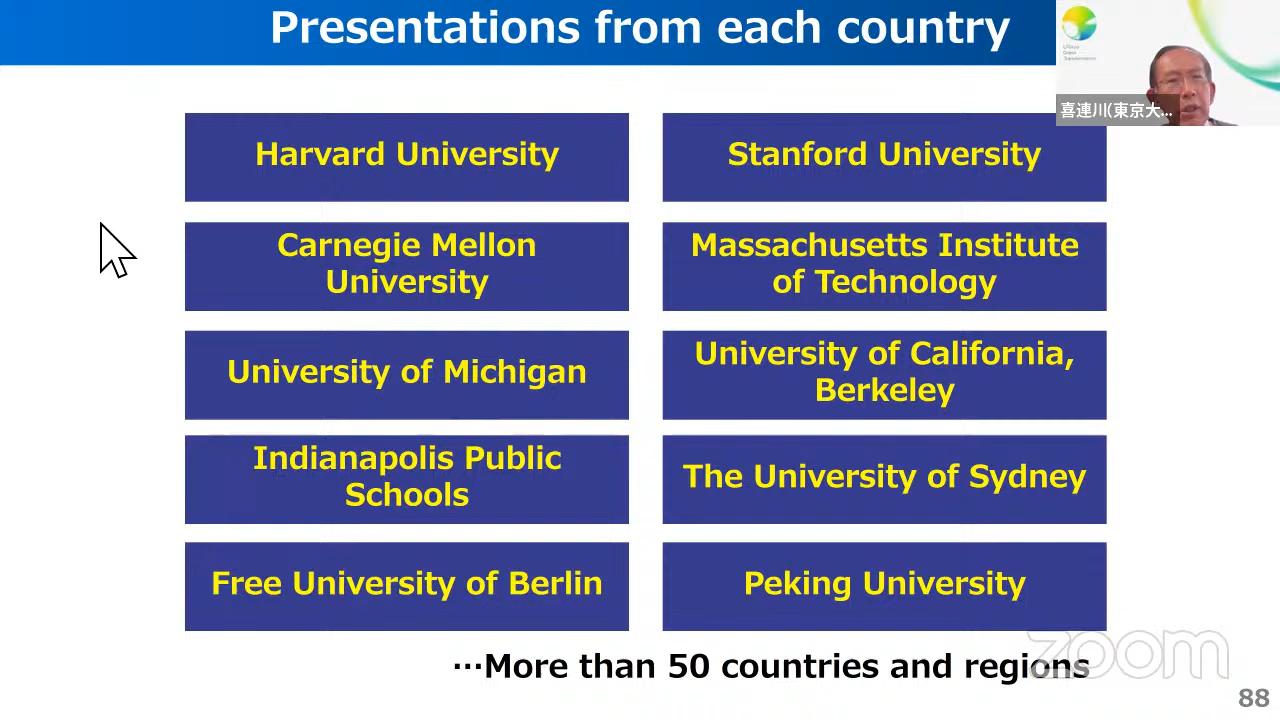 Presentations from each country
喜連川(東京大...
Harvard University
Stanford University
Carnegie Mellon
University
Massachusetts Institute
of Technology
University of Michigan
University of California,
Berkeley
Indianapolis Public
Schools
The University of Sydney
Free University of Berlin
Peking University
…More than 50 countries and regions
zoom
88